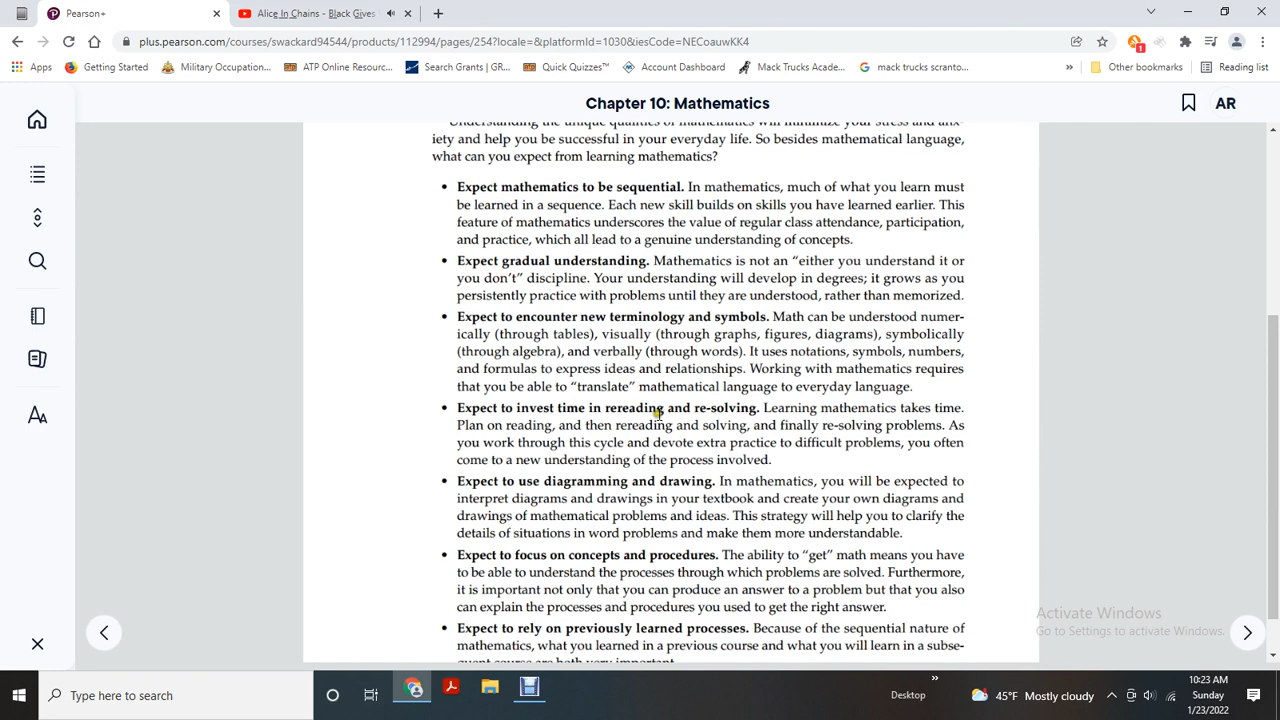 Pearson+
Alice In Chains - Black Gives
plus.pearson.com/courses/swackard94544/products/112994/pages/254?locale=&platformId=1030&iesCode=NECoauwKK4
1
Apps
Getting Started
Military Occupation...
ATP Online Resourc...
Search Grants | GR...
Quick Quizzes™
Account Dashboard
Mack Trucks Acade...
mack trucks scranto...
»
Other bookmarks
Reading list
Chapter 10: Mathematics
AR
Understanding the unique qualities of mathematics will minimize your stress and anx-
iety and help you be successful in your everyday life. So besides mathematical language,
what can you expect from learning mathematics?
• Expect mathematics to be sequential. In mathematics, much of what you learn must
be learned in a sequence. Each new skill builds on skills you have learned earlier. This
feature of mathematics underscores the value of regular class attendance, participation,
and practice, which all lead to a genuine understanding of concepts.
• Expect gradual understanding. Mathematics is not an “either you understand it or
you don’t” discipline. Your understanding will develop in degrees; it grows as you
persistently practice with problems until they are understood, rather than memorized.
• Expect to encounter new terminology and symbols. Math can be understood numer-
ically (through tables), visually (through graphs, figures, diagrams), symbolically
(through algebra), and verbally (through words). It uses notations, symbols, numbers,
and formulas to express ideas and relationships. Working with mathematics requires
that you be able to “translate” mathematical language to everyday language.
• Expect to invest time in rereading and re-solving. Learning mathematics takes time.
Plan on reading, and then rereading and solving, and finally re-solving problems. As
you work through this cycle and devote extra practice to difficult problems, you often
come to a new understanding of the process involved.
• Expect to use diagramming and drawing. In mathematics, you will be expected to
interpret diagrams and drawings in your textbook and create your own diagrams and
drawings of mathematical problems and ideas. This strategy will help you to clarify the
details of situations in word problems and make them more understandable.
• Expect to focus on concepts and procedures. The ability to “get” math means you have
to be able to understand the processes through which problems are solved. Furthermore,
it is important not only that you can produce an answer to a problem but that you also
can explain the processes and procedures you used to get the right answer.
• Expect to rely on previously learned processes. Because of the sequential nature of
mathematics, what you learned in a previous course and what you will learn in a subse-
quent course are both very important.
Activate Windows
Go to Settings to activate Windows.
Type here to search
Desktop
»
45°F Mostly cloudy
10:23 AM
Sunday
1/23/2022